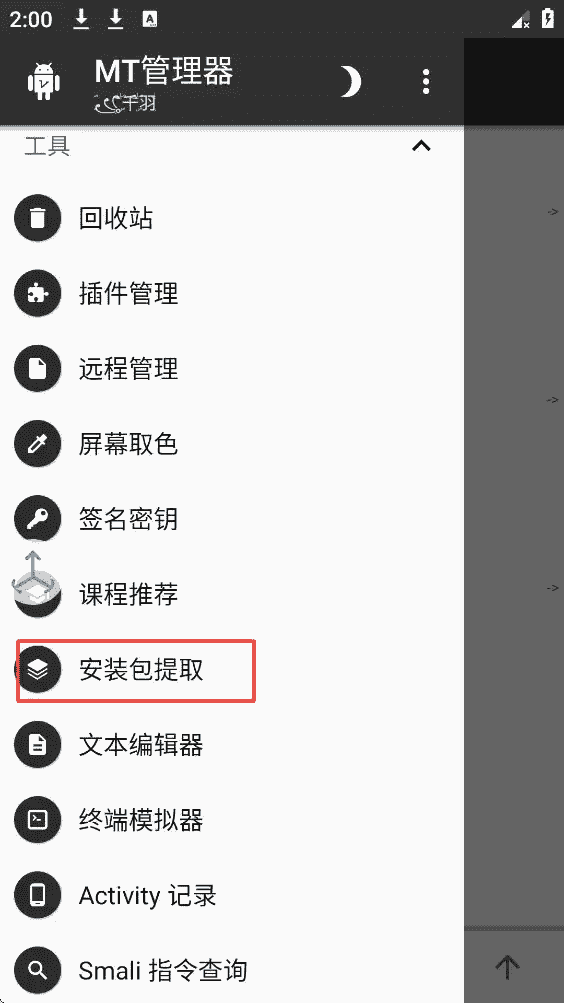 2:00
MT管理器
千羽
工具
回收站
插件管理
远程管理
屏幕取色
签名密钥
课程推荐
安装包提取
文本编辑器
终端模拟器
Activity 记录
Smali 指令查询
->
->
->